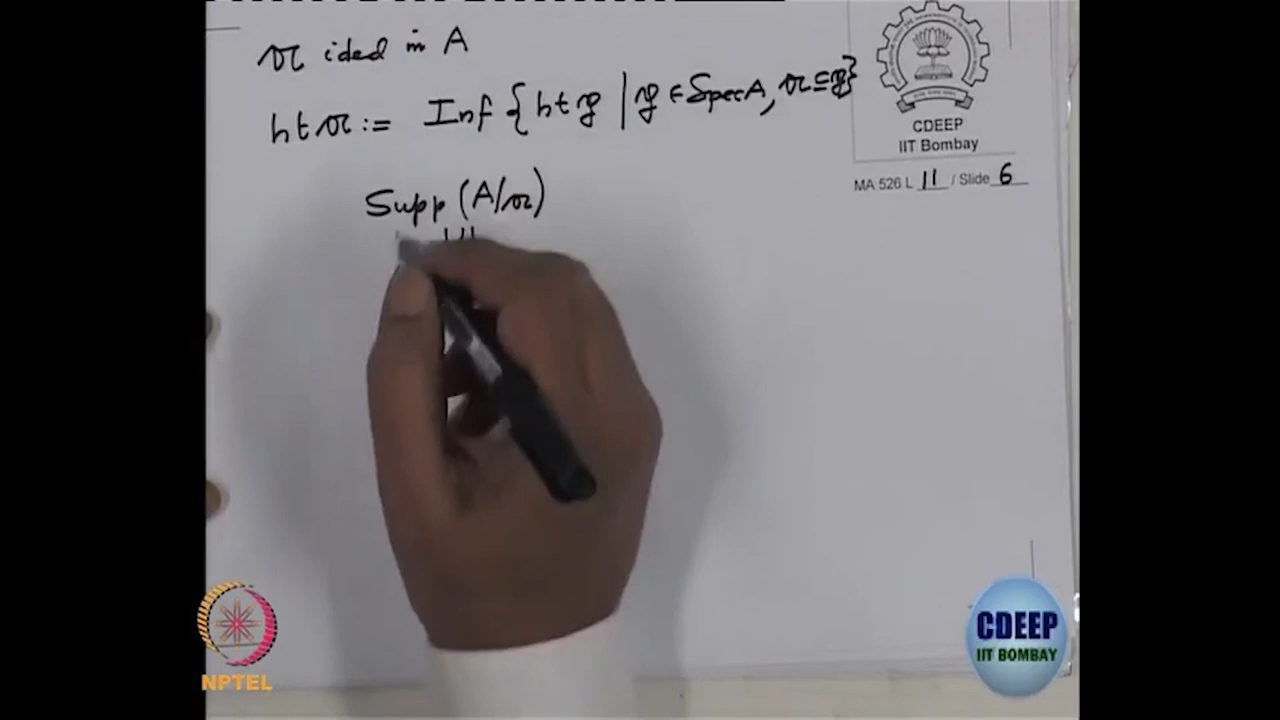 𝔞 ideal in A
ht 𝔞 := Inf { ht 𝔭 | 𝔭 ∈ Spec A, 𝔞 ⊆ 𝔭 }
Supp (A/𝔞)
CDEEP
IIT Bombay
MA 526 L 11 / Slide 6
NPTEL
CDEEP
IIT BOMBAY